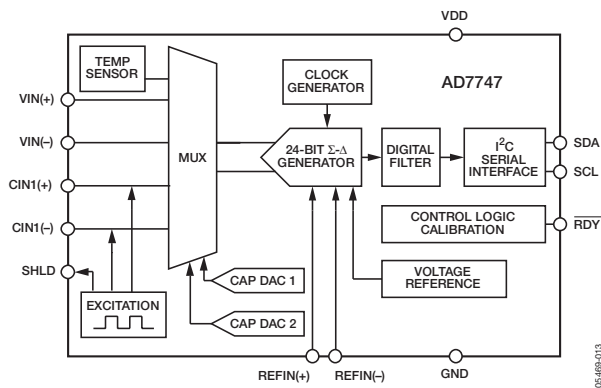 VDD
TEMP
SENSOR
CLOCK
GENERATOR
AD7747
VIN(+)
VIN(–)
MUX
24-BIT Σ-Δ
GENERATOR
DIGITAL
FILTER
I²C
SERIAL
INTERFACE
SDA
SCL
CIN1(+)
CIN1(–)
CONTROL LOGIC
CALIBRATION
RDY
SHLD
CAP DAC 1
VOLTAGE
REFERENCE
EXCITATION
CAP DAC 2
REFIN(+)
REFIN(–)
GND
05469-013